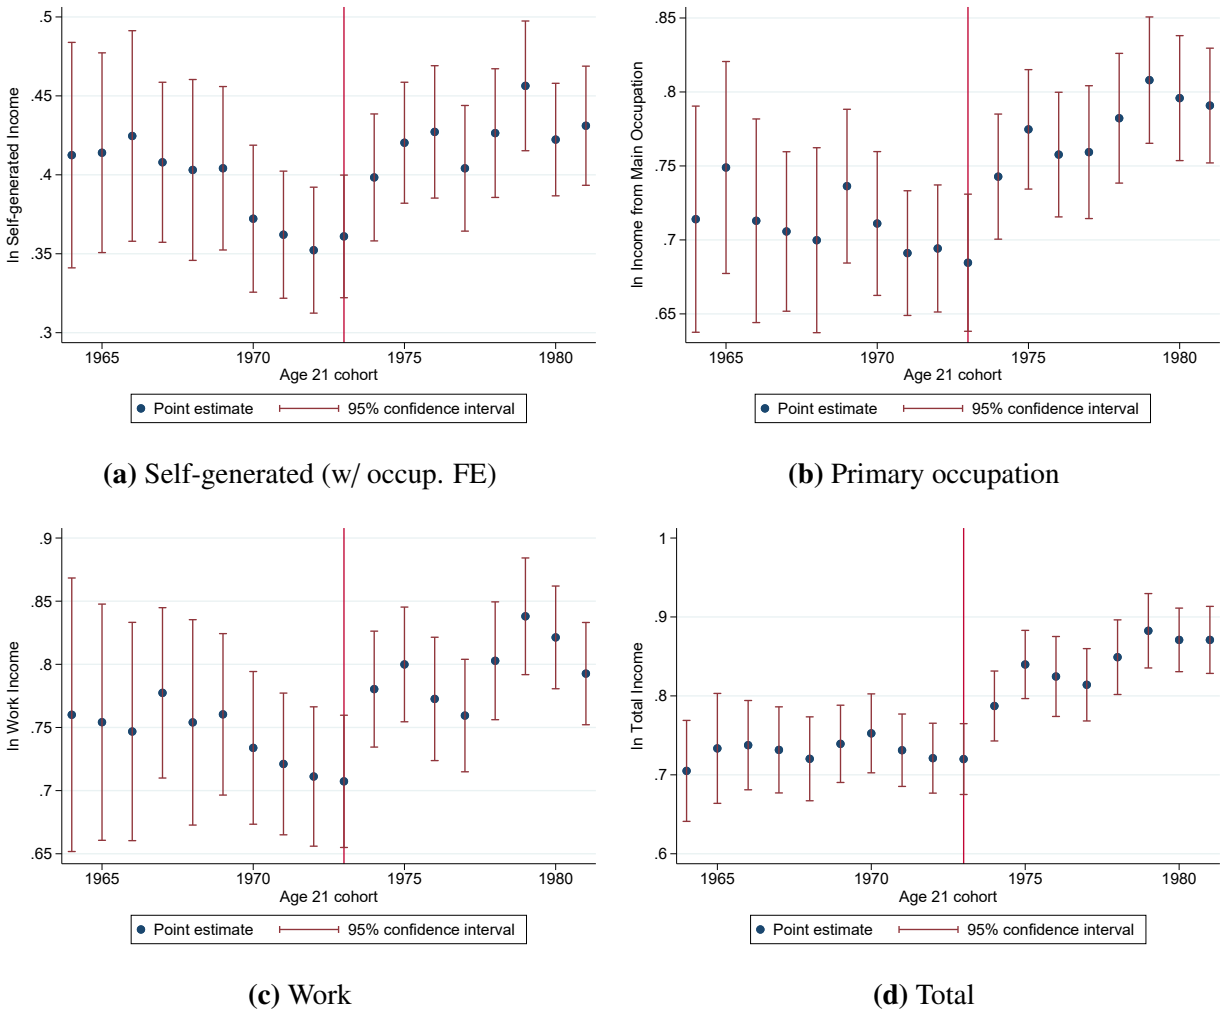 .5
.45
.4
.35
.3
ln Self-generated Income
1965 1970 1975 1980
Age 21 cohort
Point estimate 95% confidence interval
(a) Self-generated (w/ occup. FE)
.85
.8
.75
.7
.65
ln Income from Main Occupation
1965 1970 1975 1980
Age 21 cohort
Point estimate 95% confidence interval
(b) Primary occupation
.9
.85
.8
.75
.7
.65
ln Work Income
1965 1970 1975 1980
Age 21 cohort
Point estimate 95% confidence interval
(c) Work
1
.9
.8
.7
.6
ln Total Income
1965 1970 1975 1980
Age 21 cohort
Point estimate 95% confidence interval
(d) Total